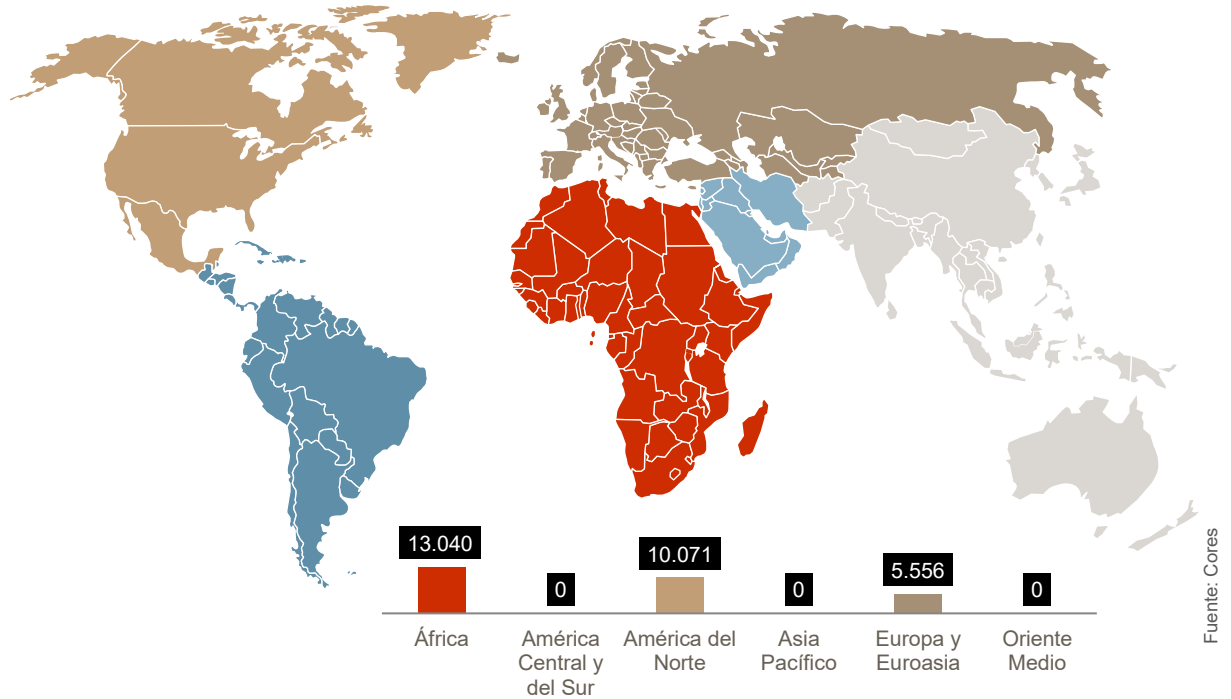 13.040
0
10.071
0
5.556
0
África
América
Central y
del Sur
América del
Norte
Asia
Pacífico
Europa y
Euroasia
Oriente
Medio
Fuente: Cores